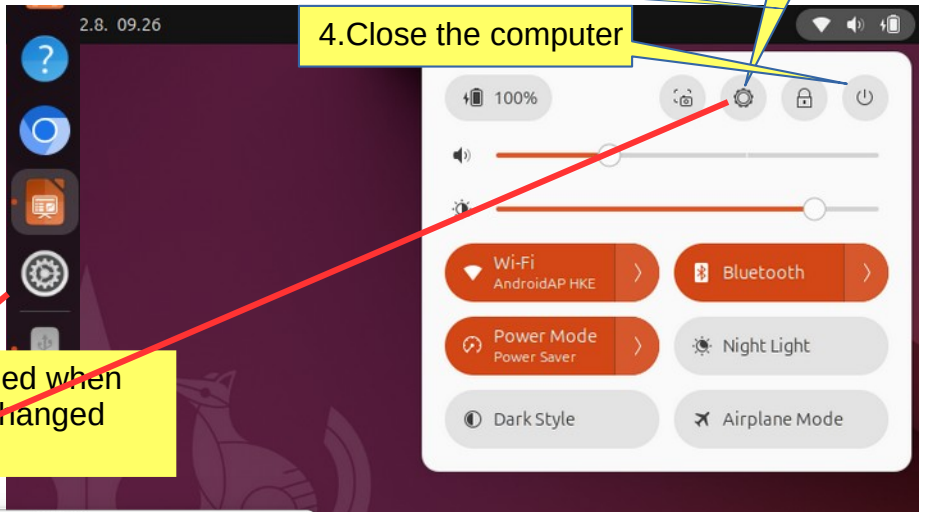 2.8. 09.26
4.Close the computer
100%
Wi-Fi
AndroidAP HKE
Bluetooth
Power Mode
Power Saver
Night Light
ed when
hanged
Dark Style
Airplane Mode